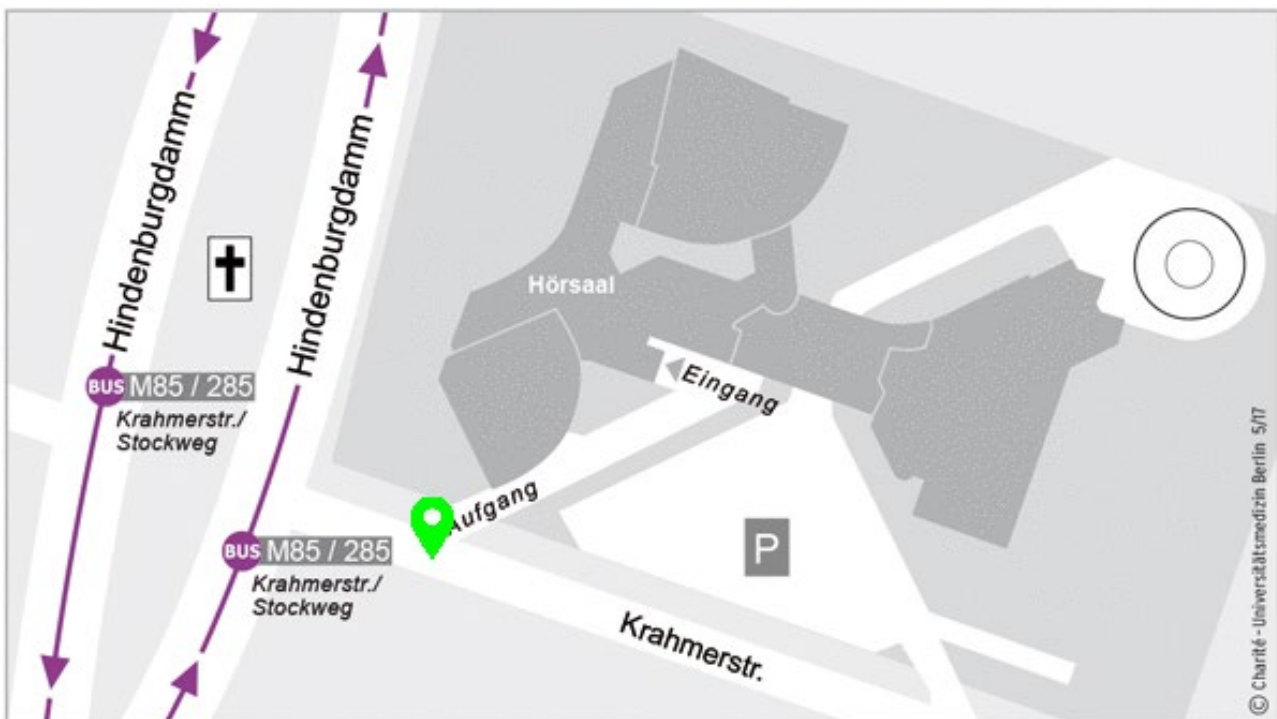 Hindenburgdamm
Hindenburgdamm
Hörsaal
BUS M85 / 285
Krahmerstr./
Stockweg
Eingang
Aufgang
BUS M85 / 285
Krahmerstr./
Stockweg
P
Krahmerstr.
© Charité - Universitätsmedizin Berlin 5/17